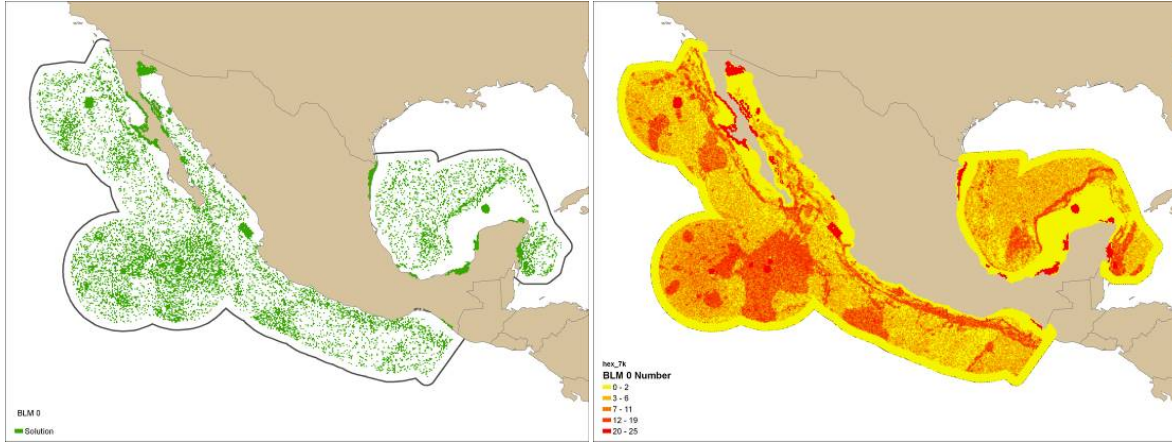 BLM 0
Solution
hex_7k
BLM 0 Number
0 - 2
3 - 6
7 - 11
12 - 19
20 - 25